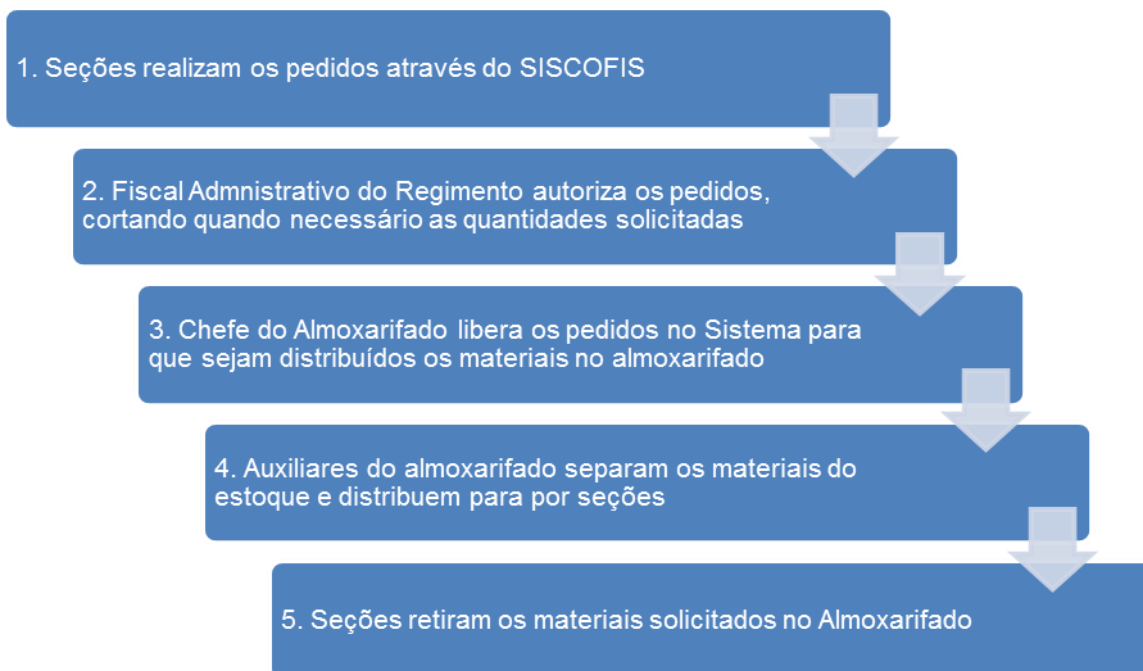 1. Seções realizam os pedidos através do SISCOFIS
2. Fiscal Admnistrativo do Regimento autoriza os pedidos,
cortando quando necessário as quantidades solicitadas
3. Chefe do Almoxarifado libera os pedidos no Sistema para
que sejam distribuídos os materiais no almoxarifado
4. Auxiliares do almoxarifado separam os materiais do
estoque e distribuem para por seções
5. Seções retiram os materiais solicitados no Almoxarifado